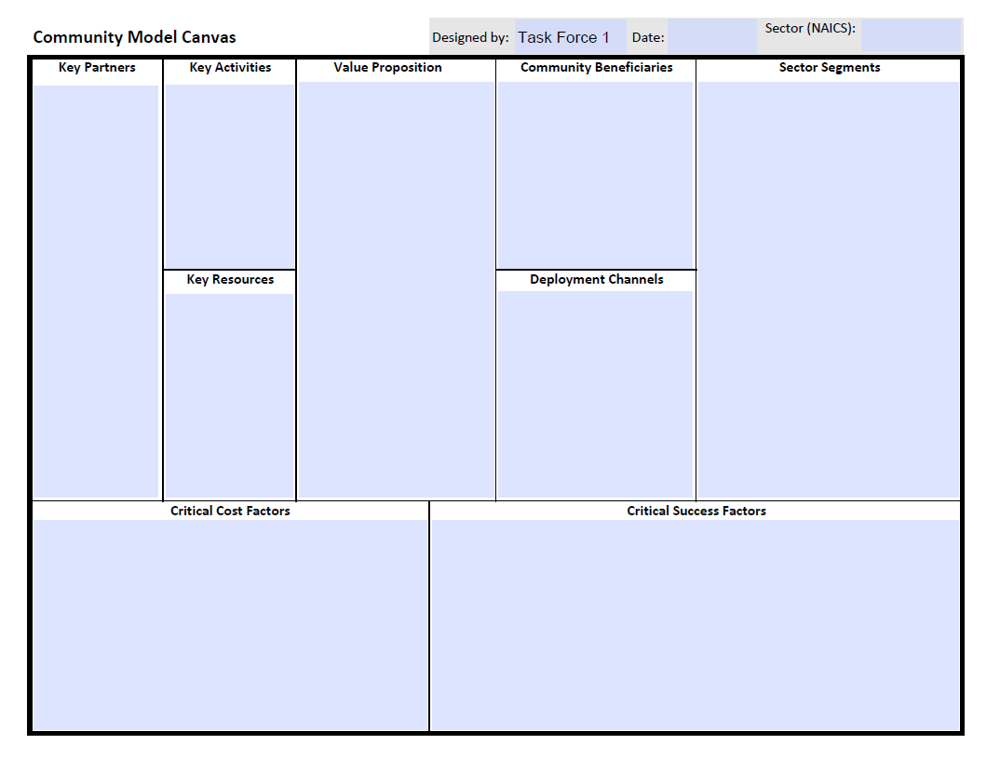 Community Model Canvas
Designed by: Task Force 1 Date: Sector (NAICS):
Key Partners
Key Activities
Value Proposition
Community Beneficiaries
Sector Segments
Key Resources
Deployment Channels
Critical Cost Factors
Critical Success Factors